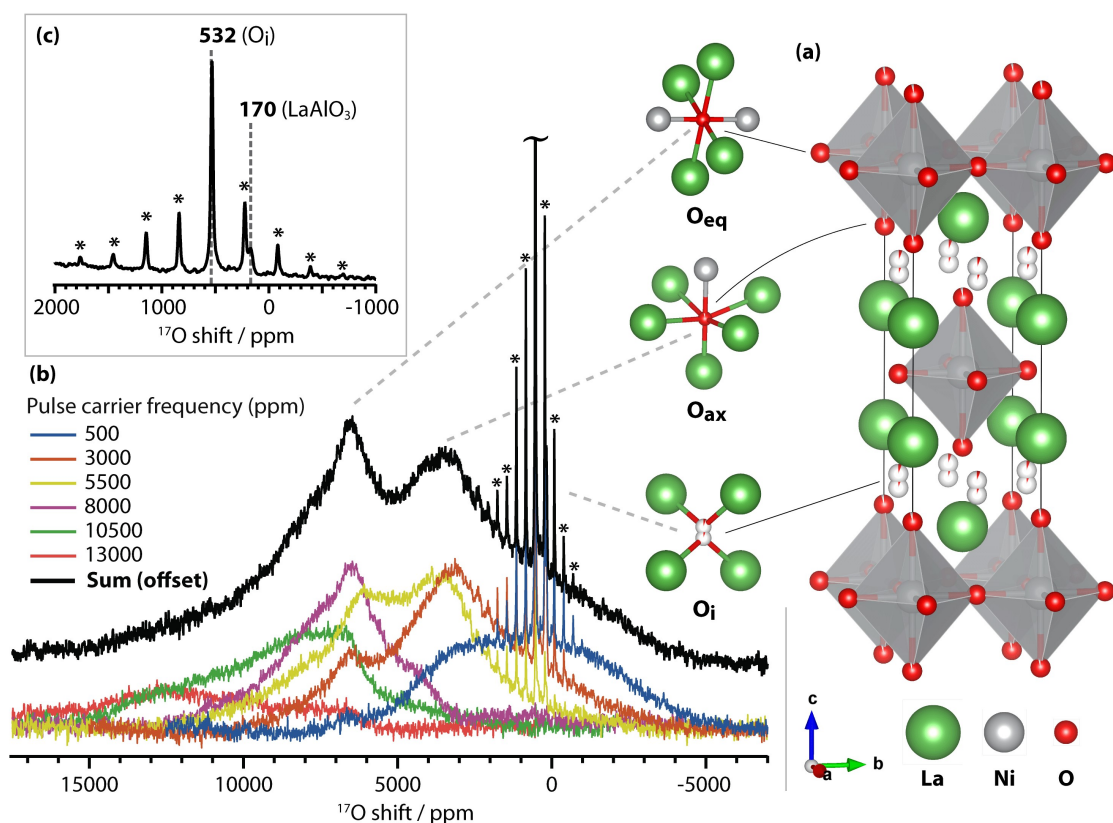 (c)
532 (Oi)
170 (LaAlO3)
* * * * * * * *
2000 1000 0 -1000
17O shift / ppm
(b)
Pulse carrier frequency (ppm)
500
3000
5500
8000
10500
13000
Sum (offset)
* * * * * * * * *
15000 10000 5000 0 -5000
17O shift / ppm
Oeq
Oax
Oi
(a)
c
a b
La Ni O